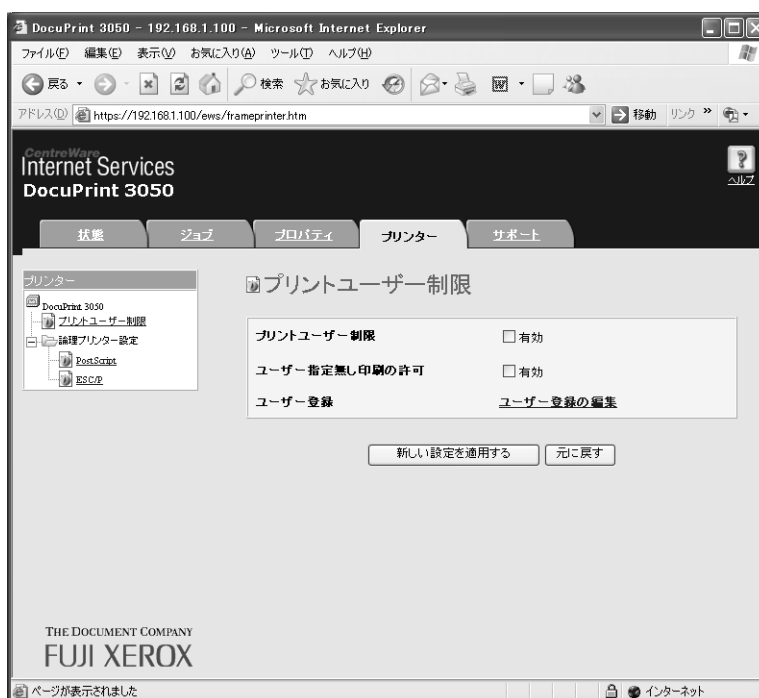 DocuPrint 3050 - 192.168.1.100 - Microsoft Internet Explorer
ファイル(F) 編集(E) 表示(V) お気に入り(A) ツール(T) ヘルプ(H)
戻る 検索 お気に入り
アドレス(D) https://192.168.1.100/ews/frameprinter.htm 移動 リンク »
CentreWare
Internet Services
DocuPrint 3050
ヘルプ
状態 ジョブ プロパティ プリンター サポート
プリンター
DocuPrint 3050
プリントユーザー制限
論理プリンター設定
PostScript
ESC/P
プリントユーザー制限
プリントユーザー制限 有効
ユーザー指定無し印刷の許可 有効
ユーザー登録 ユーザー登録の編集
新しい設定を適用する 元に戻す
THE DOCUMENT COMPANY
FUJI XEROX
ページが表示されました インターネット